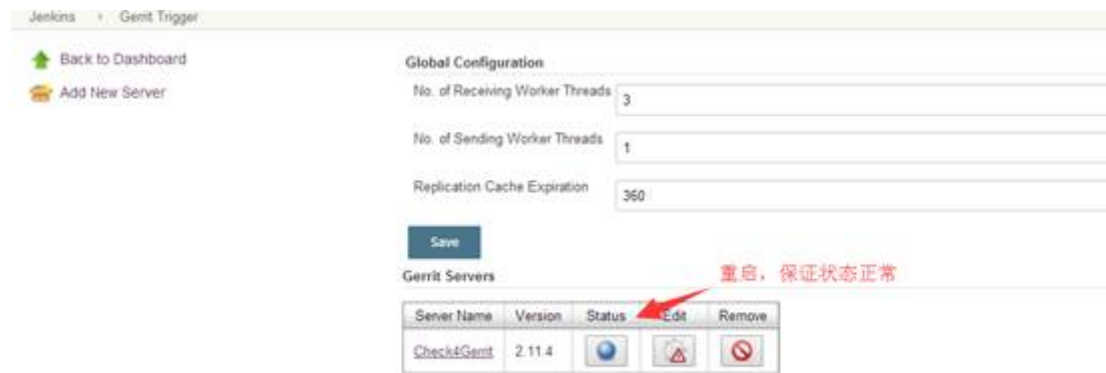 Jenkins › Gerrit Trigger
Back to Dashboard
Add New Server
Global Configuration
No. of Receiving Worker Threads
3
No. of Sending Worker Threads
1
Replication Cache Expiration
360
Save
重启，保证状态正常
Gerrit Servers
Server Name Version Status Edit Remove
Check4Gerrit 2.11.4